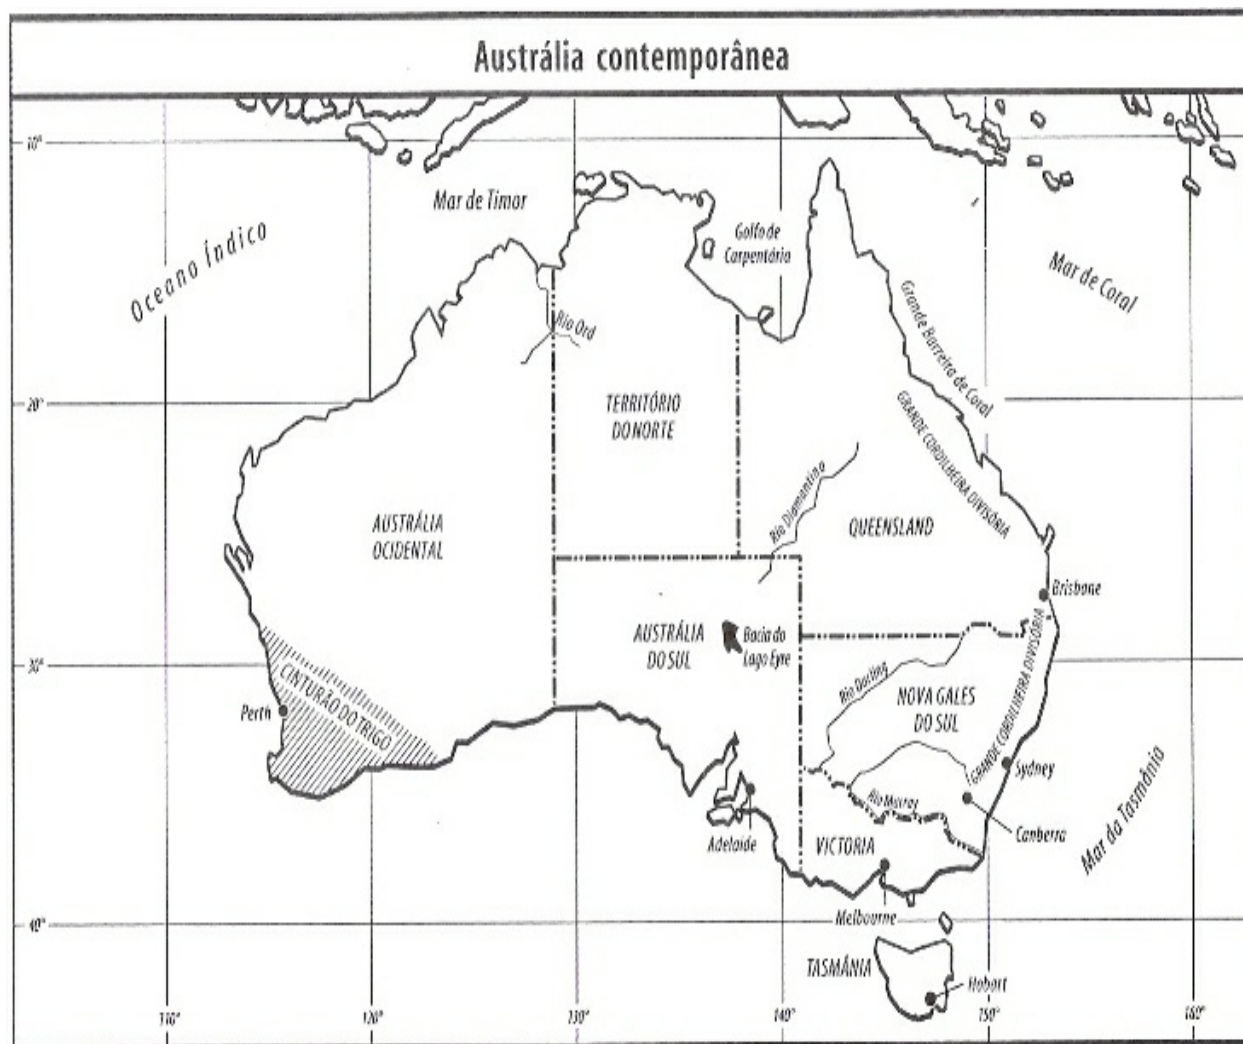 Austrália contemporânea
10°
Mar de Timor
Oceano Índico
Golfo de
Carpentária
Mar de Coral
Rio Ord
Grande Barreira de Coral
20°
TERRITÓRIO
DO NORTE
GRANDE CORDILHEIRA DIVISÓRIA
Rio Diamantina
AUSTRÁLIA
OCIDENTAL
QUEENSLAND
Brisbane
AUSTRÁLIA
DO SUL
Bacia do
Lago Eyre
30°
CINTURÃO DO TRIGO
Rio Darling
NOVA GALES
DO SUL
GRANDE CORDILHEIRA DIVISÓRIA
Perth
Sydney
Rio Murray
Canberra
Mar da Tasmânia
Adelaide
VICTORIA
Melbourne
40°
TASMÂNIA
Hobart
110°
120°
130°
140°
150°
160°